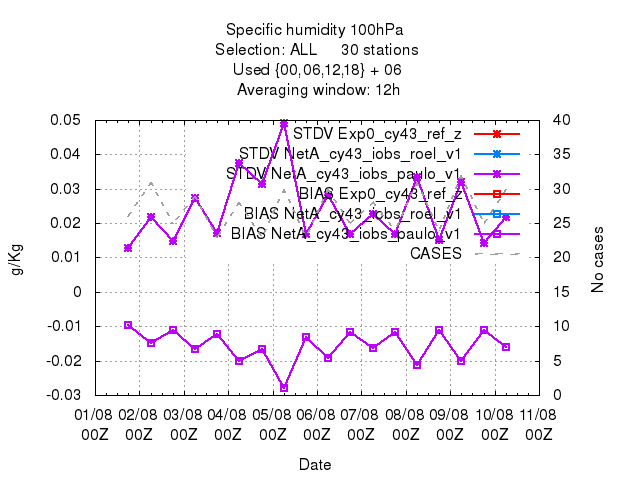 Specific humidity 100hPa
Selection: ALL 30 stations
Used {00,06,12,18} + 06
Averaging window: 12h
STDV Exp0_cy43_ref_z
STDV NetA_cy43_iobs_roel_v1
STDV NetA_cy43_iobs_paulo_v1
BIAS Exp0_cy43_ref_z
BIAS NetA_cy43_iobs_roel_v1
BIAS NetA_cy43_iobs_paulo_v1
CASES
0.05
0.04
0.03
0.02
0.01
0
-0.01
-0.02
-0.03
g/Kg
40
35
30
25
20
15
10
5
0
No cases
01/08 02/08 03/08 04/08 05/08 06/08 07/08 08/08 09/08 10/08 11/08
00Z 00Z 00Z 00Z 00Z 00Z 00Z 00Z 00Z 00Z 00Z
Date